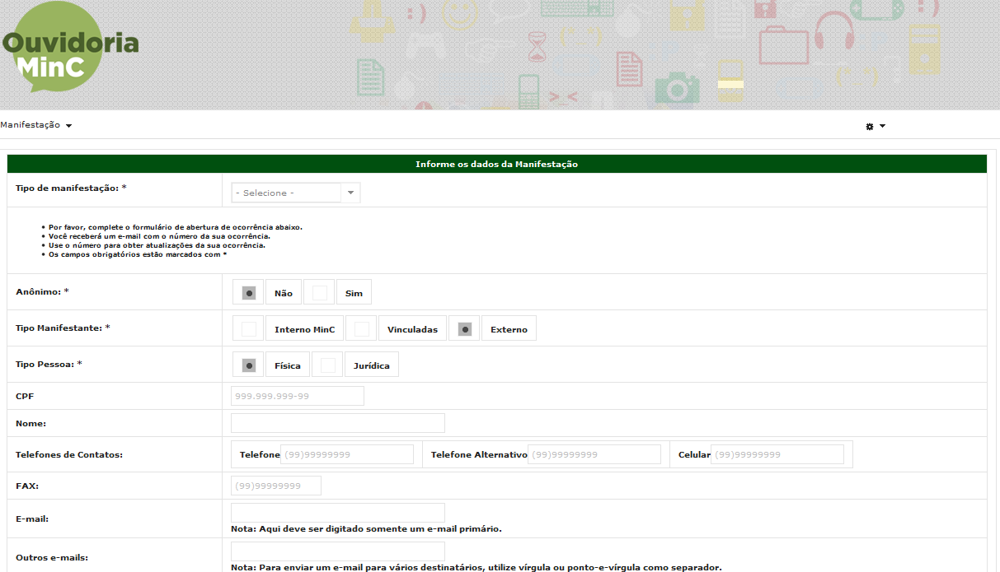 Ouvidoria
MinC
Manifestação
Informe os dados da Manifestação
Tipo de manifestação: * - Selecione -
• Por favor, complete o formulário de abertura de ocorrência abaixo.
• Você receberá um e-mail com o número da sua ocorrência.
• Use o número para obter atualizações da sua ocorrência.
• Os campos obrigatórios estão marcados com *
Anônimo: * Não Sim
Tipo Manifestante: * Interno MinC Vinculadas Externo
Tipo Pessoa: * Física Jurídica
CPF 999.999.999-99
Nome:
Telefones de Contatos: Telefone (99)99999999 Telefone Alternativo (99)99999999 Celular (99)99999999
FAX: (99)99999999
E-mail:
Nota: Aqui deve ser digitado somente um e-mail primário.
Outros e-mails:
Nota: Para enviar um e-mail para vários destinatários, utilize vírgula ou ponto-e-vírgula como separador.